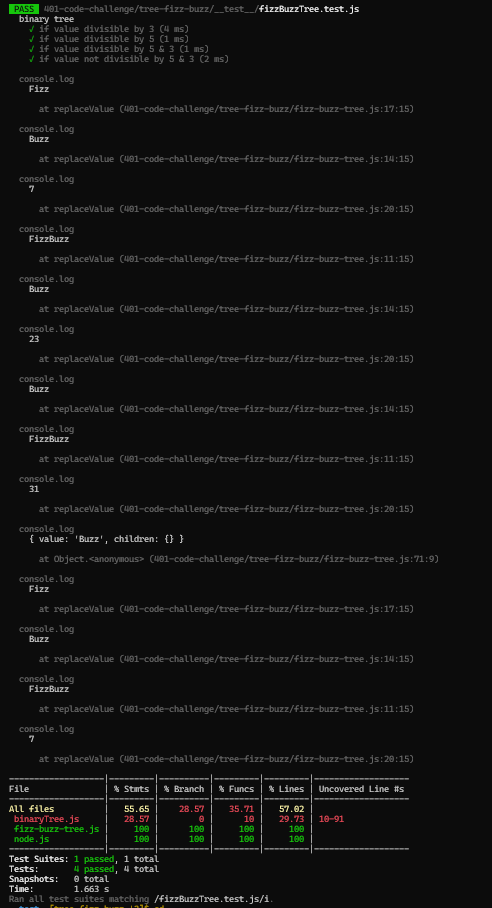 PASS 401-code-challenge/tree-fizz-buzz/__test__/fizzBuzzTree.test.js
binary tree
√ if value divisible by 3 (4 ms)
√ if value divisible by 5 (1 ms)
√ if value divisible by 5 & 3 (1 ms)
√ if value not divisible by 5 & 3 (2 ms)
console.log
Fizz
at replaceValue (401-code-challenge/tree-fizz-buzz/fizz-buzz-tree.js:17:15)
console.log
Buzz
at replaceValue (401-code-challenge/tree-fizz-buzz/fizz-buzz-tree.js:14:15)
console.log
7
at replaceValue (401-code-challenge/tree-fizz-buzz/fizz-buzz-tree.js:20:15)
console.log
FizzBuzz
at replaceValue (401-code-challenge/tree-fizz-buzz/fizz-buzz-tree.js:11:15)
console.log
Buzz
at replaceValue (401-code-challenge/tree-fizz-buzz/fizz-buzz-tree.js:14:15)
console.log
23
at replaceValue (401-code-challenge/tree-fizz-buzz/fizz-buzz-tree.js:20:15)
console.log
Buzz
at replaceValue (401-code-challenge/tree-fizz-buzz/fizz-buzz-tree.js:14:15)
console.log
FizzBuzz
at replaceValue (401-code-challenge/tree-fizz-buzz/fizz-buzz-tree.js:11:15)
console.log
31
at replaceValue (401-code-challenge/tree-fizz-buzz/fizz-buzz-tree.js:20:15)
console.log
{ value: 'Buzz', children: {} }
at Object.<anonymous> (401-code-challenge/tree-fizz-buzz/fizz-buzz-tree.js:71:9)
console.log
Fizz
at replaceValue (401-code-challenge/tree-fizz-buzz/fizz-buzz-tree.js:17:15)
console.log
Buzz
at replaceValue (401-code-challenge/tree-fizz-buzz/fizz-buzz-tree.js:14:15)
console.log
FizzBuzz
at replaceValue (401-code-challenge/tree-fizz-buzz/fizz-buzz-tree.js:11:15)
console.log
7
at replaceValue (401-code-challenge/tree-fizz-buzz/fizz-buzz-tree.js:20:15)
File | % Stmts | % Branch | % Funcs | % Lines | Uncovered Line #s
All files | 55.65 | 28.57 | 35.71 | 57.02 |
binaryTree.js | 28.57 | 0 | 10 | 29.73 | 10-91
fizz-buzz-tree.js | 100 | 100 | 100 | 100 |
node.js | 100 | 100 | 100 | 100 |
Test Suites: 1 passed, 1 total
Tests: 4 passed, 4 total
Snapshots: 0 total
Time: 1.663 s
Ran all test suites matching /fizzBuzzTree.test.js/i.